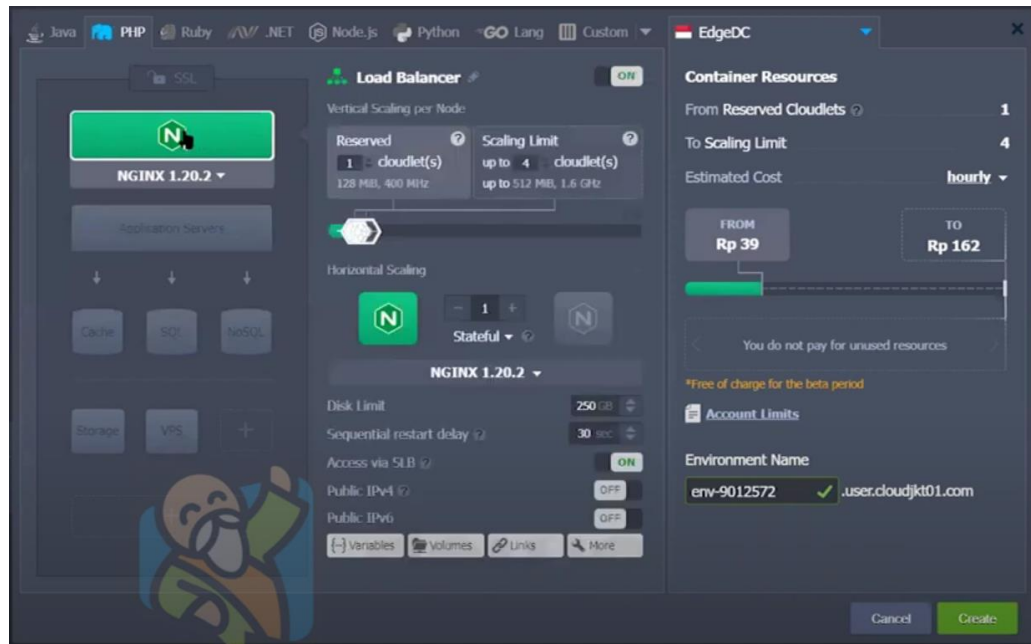 Java PHP Ruby .NET Node.js Python GO Lang Custom
SSL
NGINX 1.20.2
Application Servers
Cache SQL NoSQL
Storage VPS
Load Balancer ON
Vertical Scaling per Node
Reserved ?
1 cloudlet(s)
128 MiB, 400 MHz
Scaling Limit ?
up to 4 cloudlet(s)
up to 512 MiB, 1.6 GHz
Horizontal Scaling
− 1 +
Stateful ?
NGINX 1.20.2
Disk Limit 250 GB
Sequential restart delay ? 30 sec
Access via SLB ? ON
Public IPv4 ? OFF
Public IPv6 OFF
Variables Volumes Links More
EdgeDC
Container Resources
From Reserved Cloudlets ? 1
To Scaling Limit 4
Estimated Cost hourly
FROM
Rp 39
TO
Rp 162
You do not pay for unused resources
*Free of charge for the beta period
Account Limits
Environment Name
env-9012572 .user.cloudjkt01.com
Cancel Create